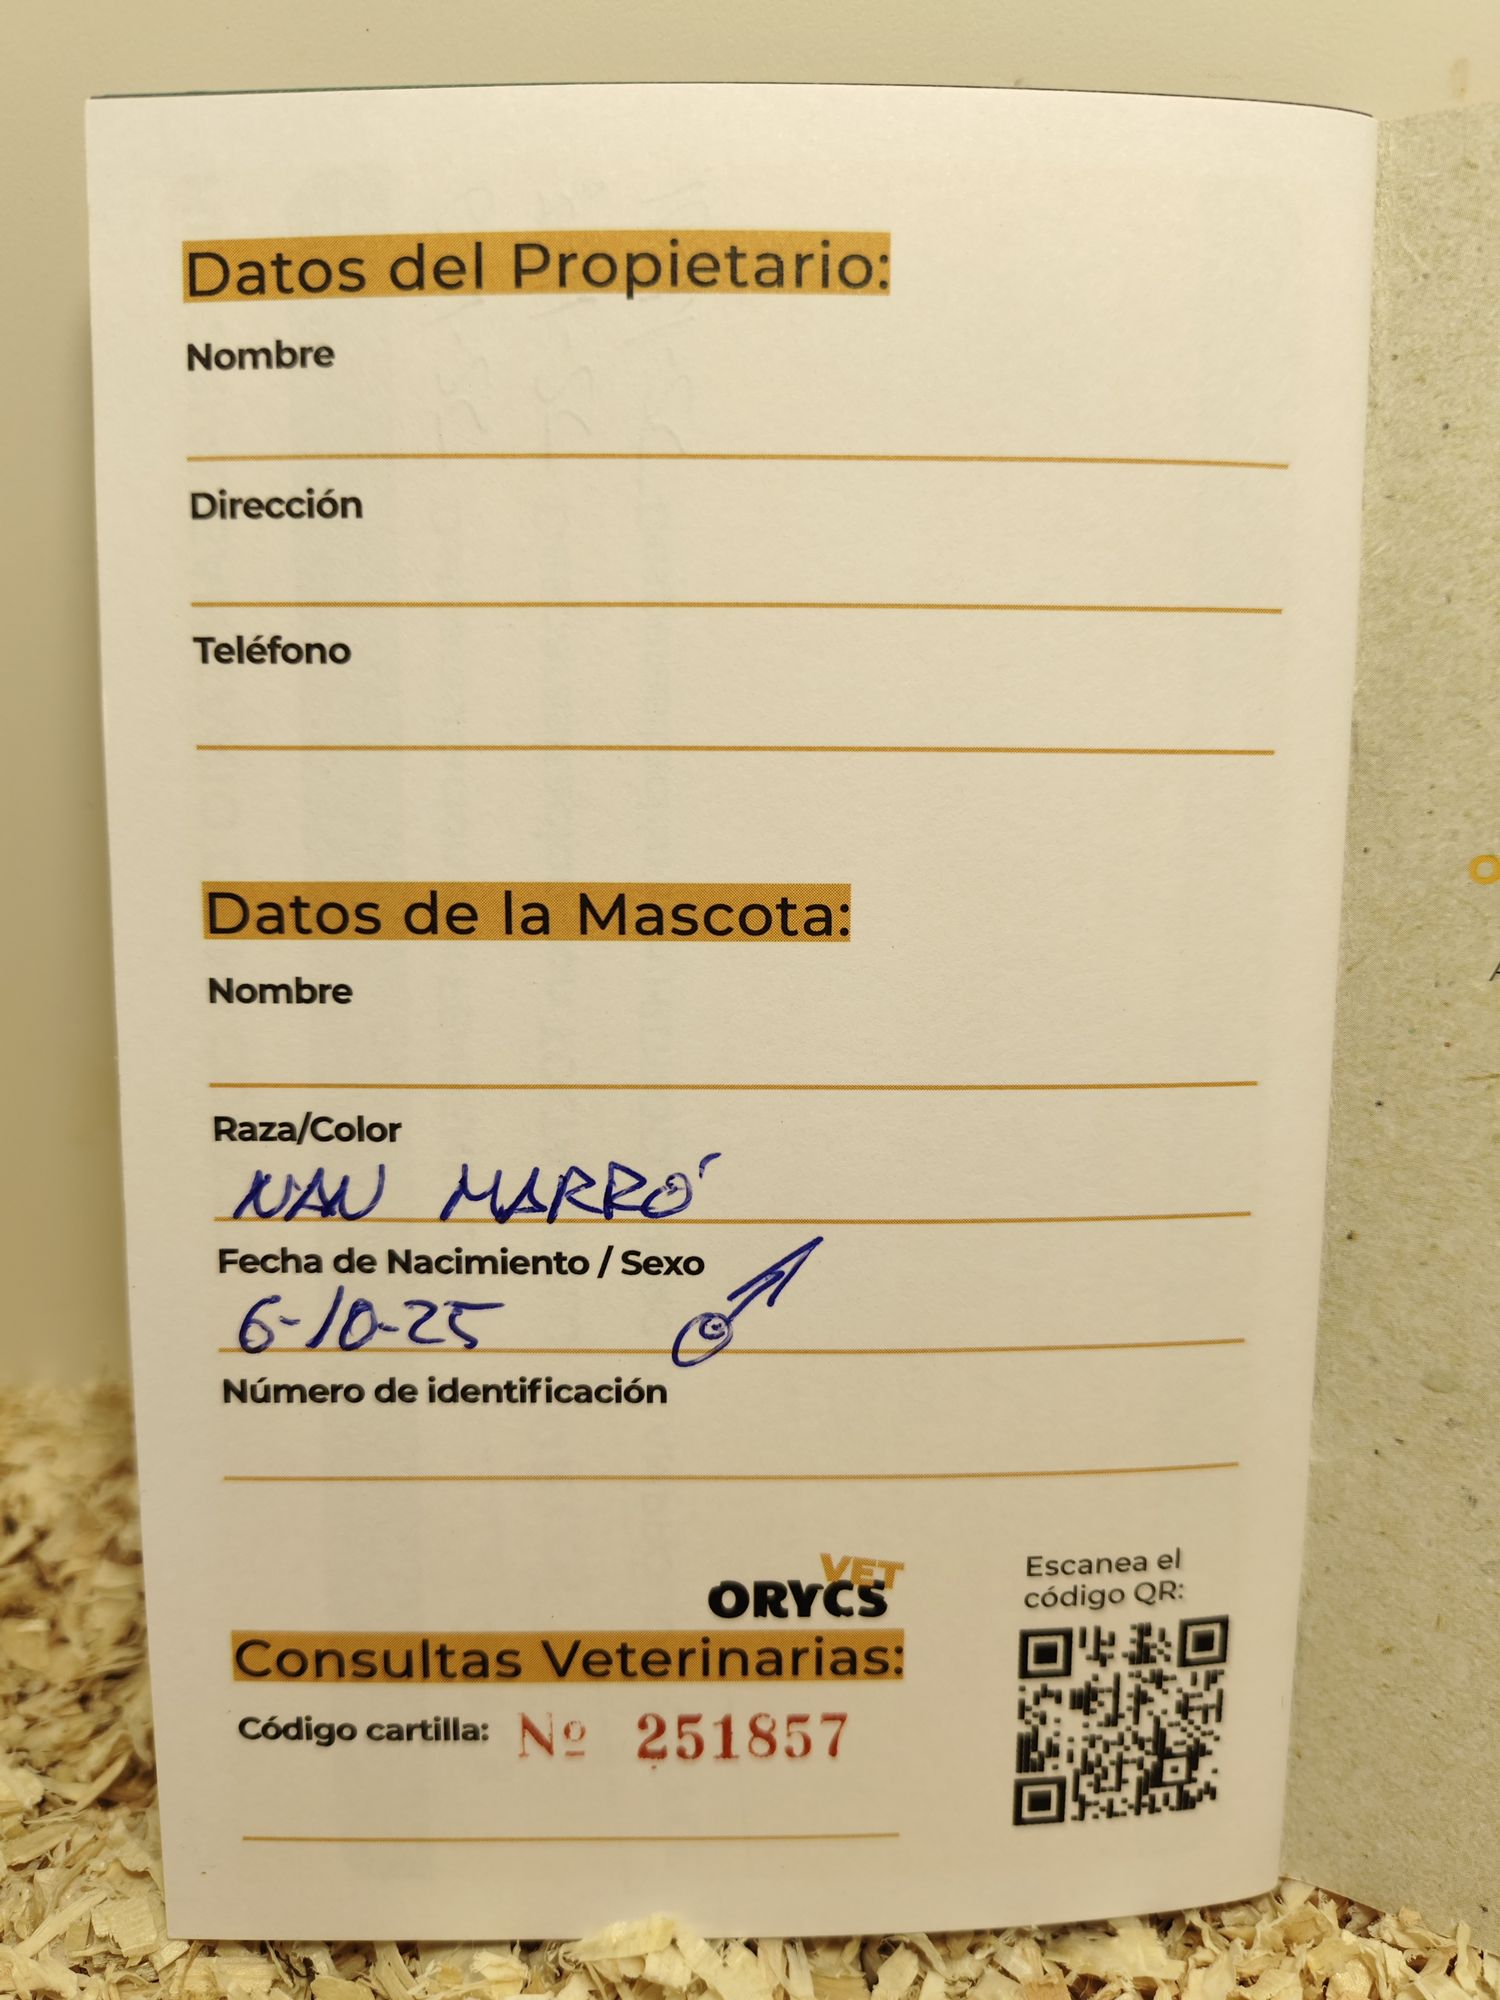 Datos del Propietario:
Nombre
Dirección
Teléfono
Datos de la Mascota:
Nombre
Raza/Color
NAN MARRÓ
Fecha de Nacimiento / Sexo
6-10-25 ♂
Número de identificación
VET
ORYCS
Consultas Veterinarias:
Código cartilla: Nº 251857
Escanea el
código QR: